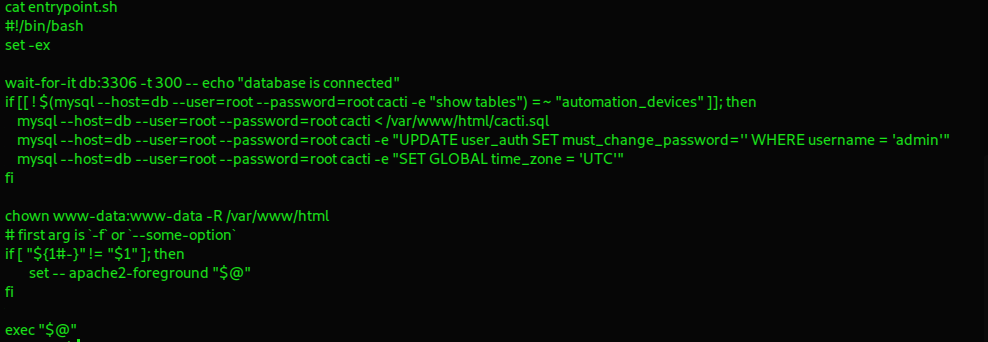 cat entrypoint.sh
#!/bin/bash
set -ex

wait-for-it db:3306 -t 300 -- echo "database is connected"
if [[ ! $(mysql --host=db --user=root --password=root cacti -e "show tables") =~ "automation_devices" ]]; then
    mysql --host=db --user=root --password=root cacti < /var/www/html/cacti.sql
    mysql --host=db --user=root --password=root cacti -e "UPDATE user_auth SET must_change_password='' WHERE username = 'admin'"
    mysql --host=db --user=root --password=root cacti -e "SET GLOBAL time_zone = 'UTC'"
fi

chown www-data:www-data -R /var/www/html
# first arg is `-f` or `--some-option`
if [ "${1#-}" != "$1" ]; then
        set -- apache2-foreground "$@"
fi

exec "$@"